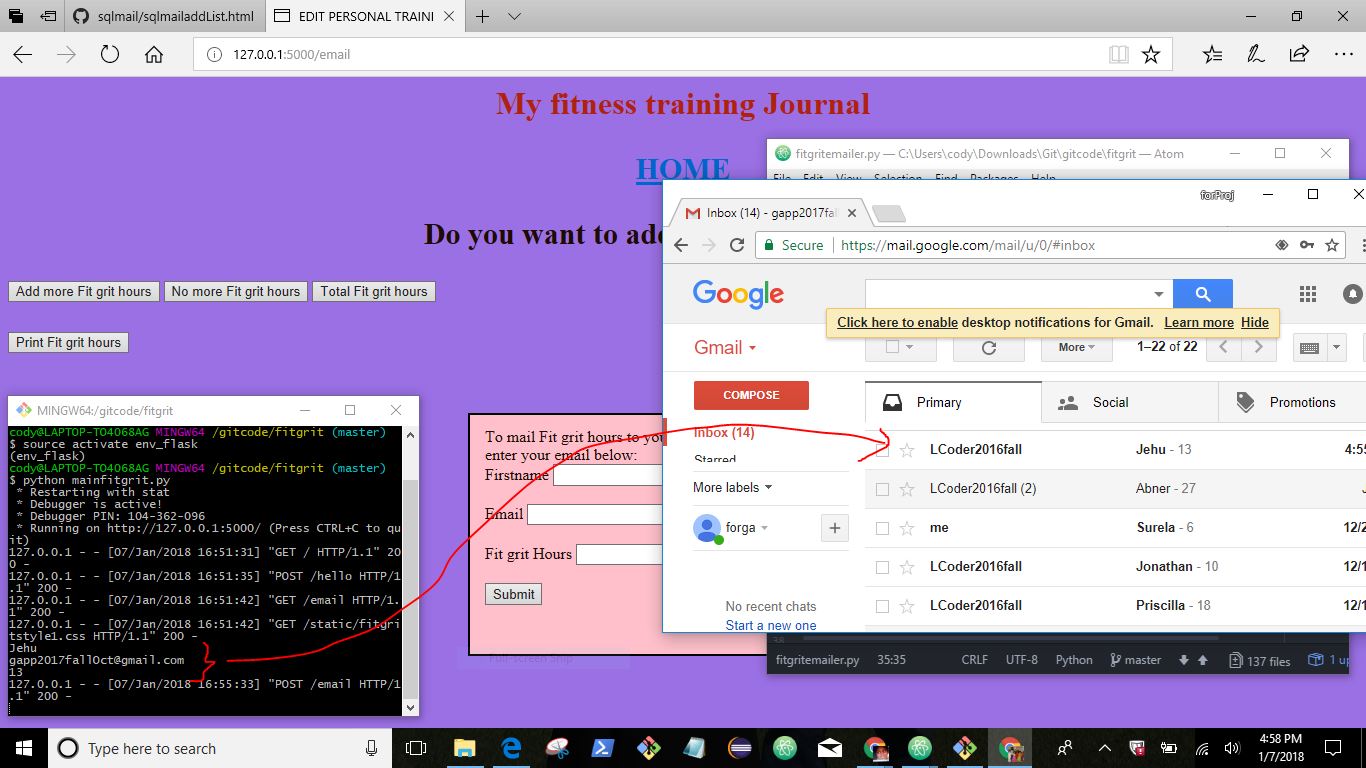 sqlmail/sqlmailaddList.html
EDIT PERSONAL TRAINI
127.0.0.1:5000/email
My fitness training Journal
HOME
Do you want to add
Add more Fit grit hours
No more Fit grit hours
Total Fit grit hours
Print Fit grit hours
fitgritemailer.py — C:\Users\cody\Downloads\Git\gitcode\fitgrit — Atom
File Edit View Selection Find Packages Help
forProj
Inbox (14) - gapp2017fal
Secure https://mail.google.com/mail/u/0/#inbox
Google
Click here to enable desktop notifications for Gmail. Learn more Hide
Gmail
More
1–22 of 22
COMPOSE
Primary
Social
Promotions
Inbox (14)
Starred
More labels
forga
No recent chats
Start a new one
LCoder2016fall Jehu - 13 4:55
LCoder2016fall (2) Abner - 27 J
me Surela - 6 12/2
LCoder2016fall Jonathan - 10 12/1
LCoder2016fall Priscilla - 18 12/1
MINGW64:/gitcode/fitgrit
cody@LAPTOP-TO4068AG MINGW64 /gitcode/fitgrit (master)
$ source activate env_flask
(env_flask)
cody@LAPTOP-TO4068AG MINGW64 /gitcode/fitgrit (master)
$ python mainfitgrit.py
* Restarting with stat
* Debugger is active!
* Debugger PIN: 104-362-096
* Running on http://127.0.0.1:5000/ (Press CTRL+C to qu
it)
127.0.0.1 - - [07/Jan/2018 16:51:31] "GET / HTTP/1.1" 20
0 -
127.0.0.1 - - [07/Jan/2018 16:51:35] "POST /hello HTTP/1
.1" 200 -
127.0.0.1 - - [07/Jan/2018 16:51:42] "GET /email HTTP/1.
1" 200 -
127.0.0.1 - - [07/Jan/2018 16:51:42] "GET /static/fitgri
tstyle1.css HTTP/1.1" 200 -
Jehu
gapp2017fallOct@gmail.com
13
127.0.0.1 - - [07/Jan/2018 16:55:33] "POST /email HTTP/1
.1" 200 -
To mail Fit grit hours to you
enter your email below:
Firstname
Email
Fit grit Hours
Submit
Full-screen Snip
38
fitgritemailer.py 35:35 CRLF UTF-8 Python master 137 files 1 up
Type here to search
4:58 PM
1/7/2018